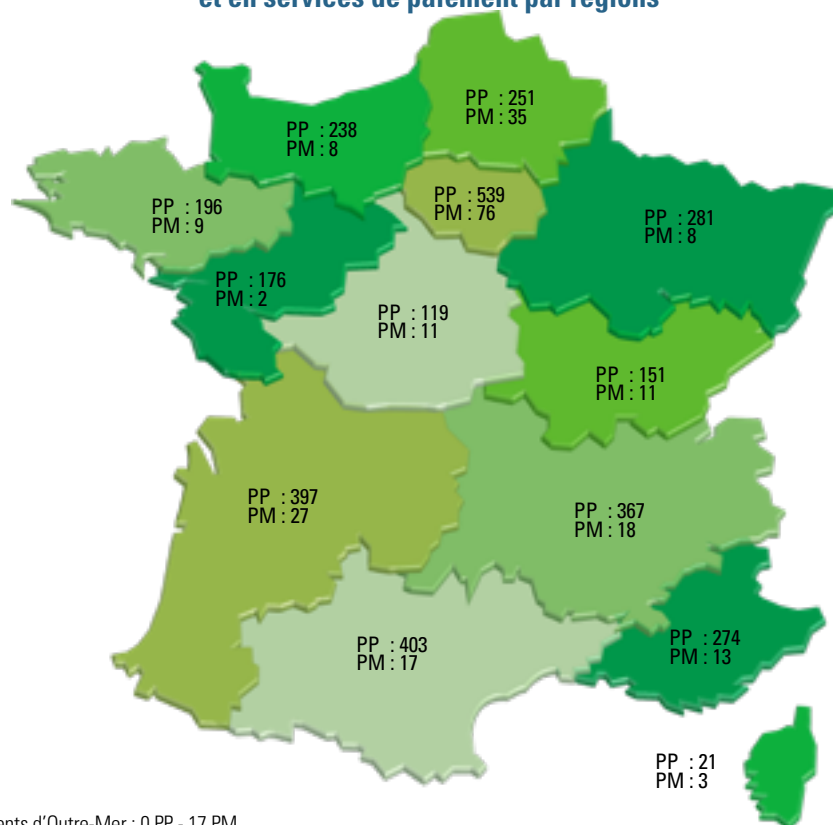 et en services de paiement par régions
PP : 251
PM : 35
PP : 238
PM : 8
PP : 539
PM : 76
PP : 196
PM : 9
PP : 281
PM : 8
PP : 176
PM : 2
PP : 119
PM : 11
PP : 151
PM : 11
PP : 397
PM : 27
PP : 367
PM : 18
PP : 403
PM : 17
PP : 274
PM : 13
PP : 21
PM : 3
ents d'Outre-Mer : 0 PP - 17 PM